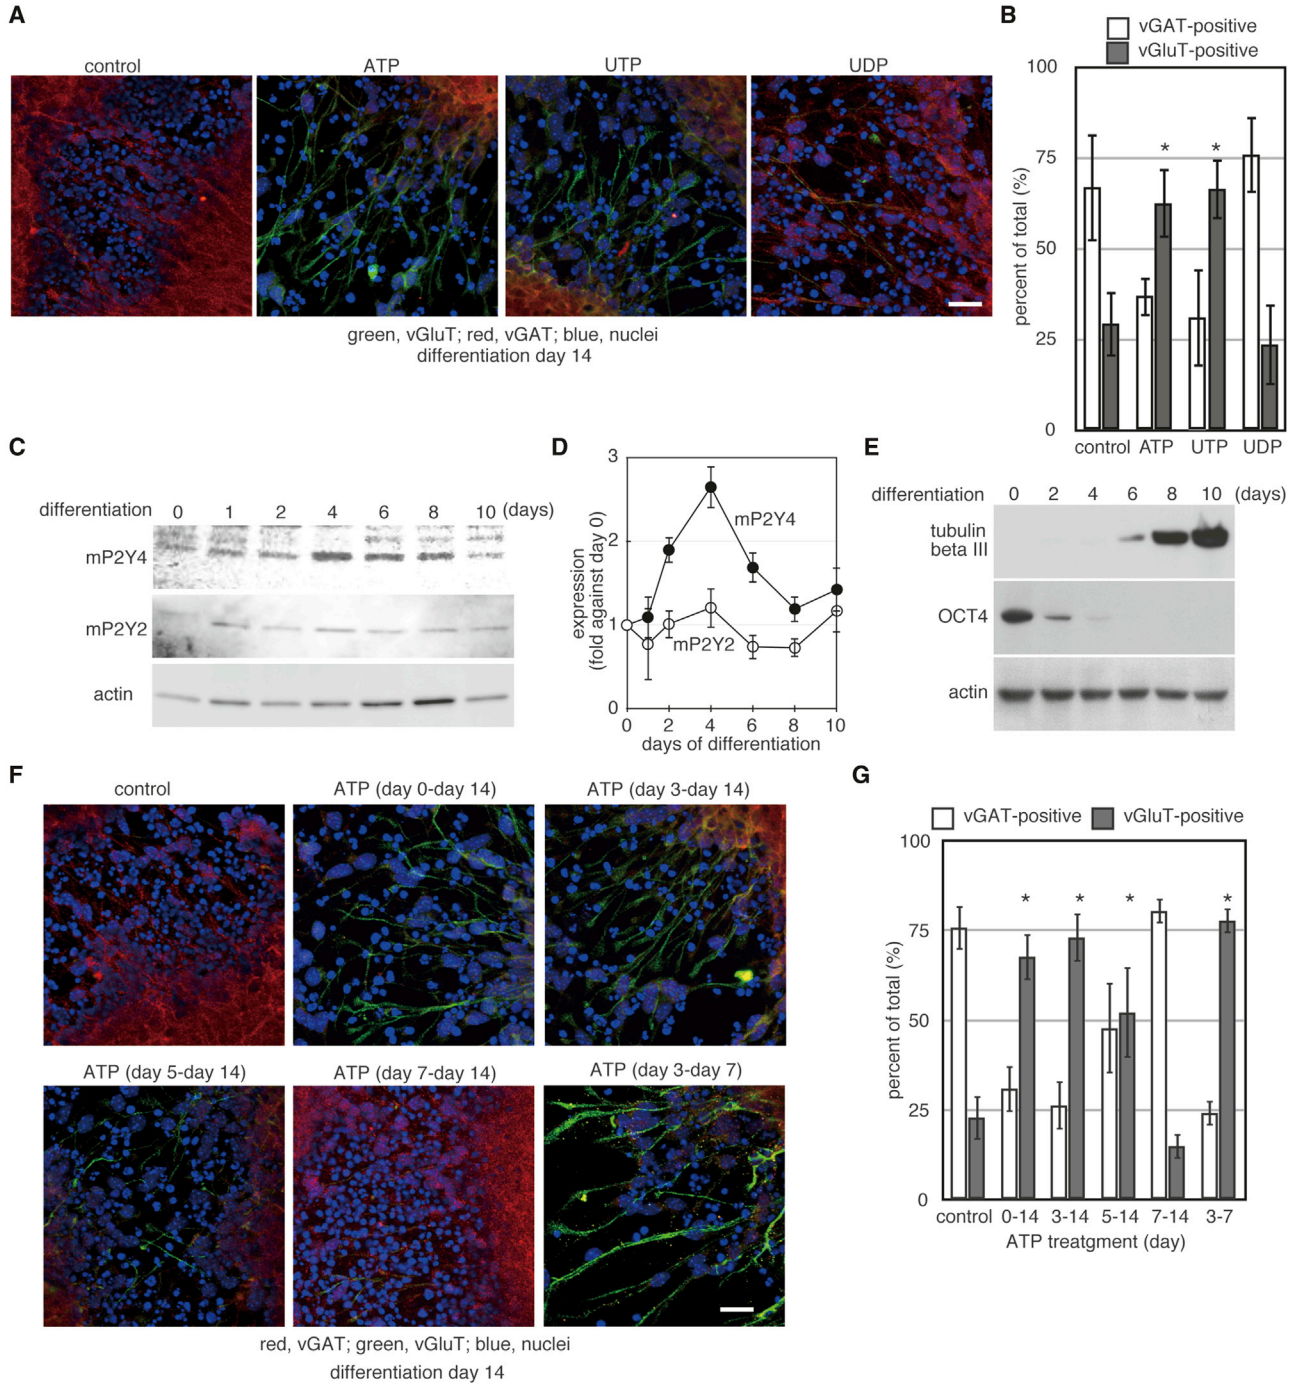 A
control
ATP
UTP
UDP
green, vGluT; red, vGAT; blue, nuclei
differentiation day 14
B
vGAT-positive
vGluT-positive
100
75
50
25
0
percent of total (%)
* *
control ATP UTP UDP
C
differentiation 0 1 2 4 6 8 10 (days)
mP2Y4
mP2Y2
actin
D
3
2
1
0
expression
(fold against day 0)
mP2Y4
mP2Y2
0 2 4 6 8 10
days of differentiation
E
differentiation 0 2 4 6 8 10 (days)
tubulin
beta III
OCT4
actin
F
control
ATP (day 0-day 14)
ATP (day 3-day 14)
ATP (day 5-day 14)
ATP (day 7-day 14)
ATP (day 3-day 7)
red, vGAT; green, vGluT; blue, nuclei
differentiation day 14
G
vGAT-positive vGluT-positive
100
75
50
25
0
percent of total (%)
* * * *
control 0-14 3-14 5-14 7-14 3-7
ATP treatgment (day)